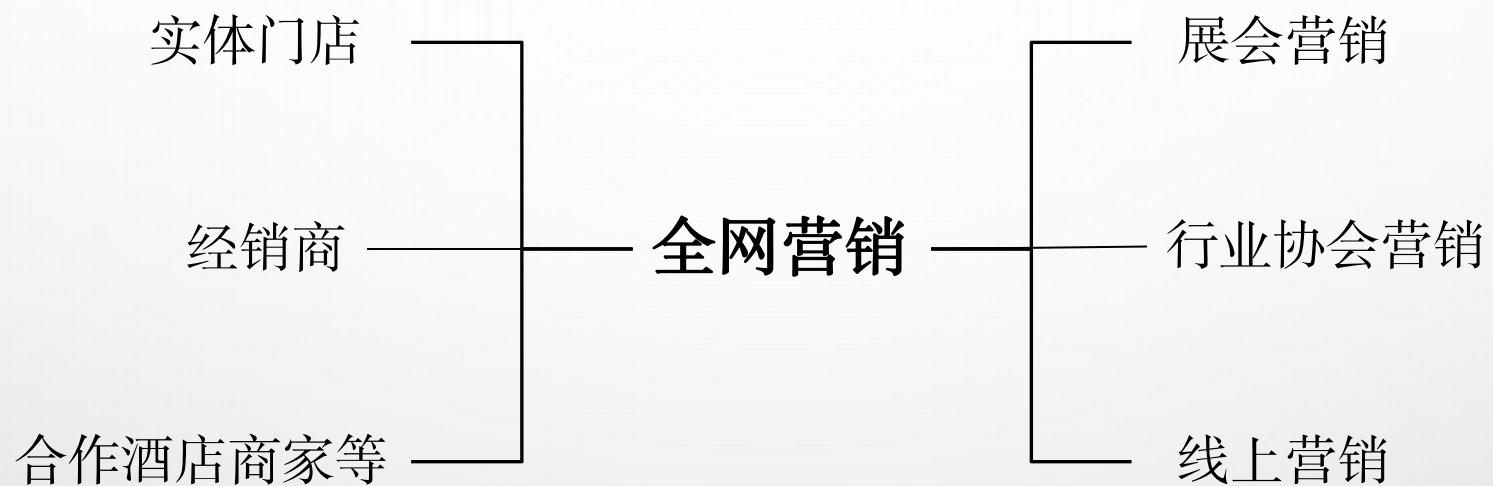 实体门店
展会营销
经销商
全网营销
行业协会营销
合作酒店商家等
线上营销